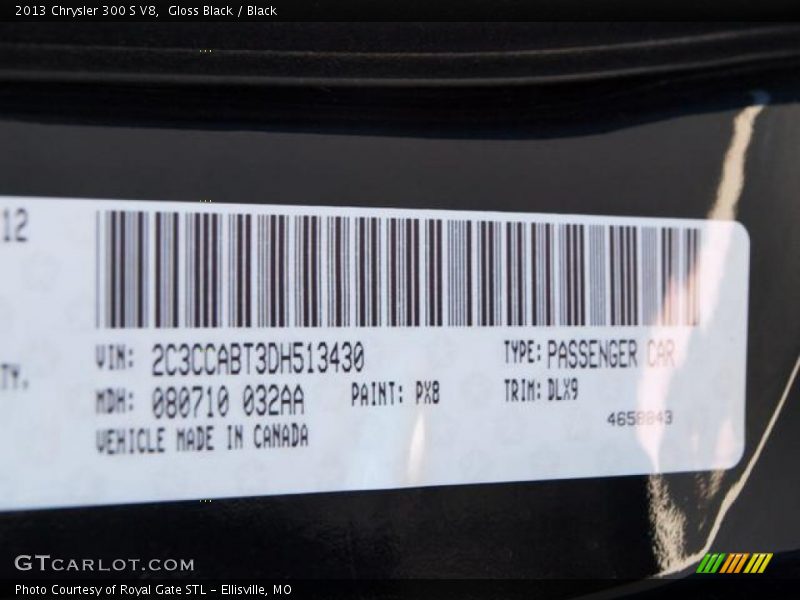 2013 Chrysler 300 S V8,  Gloss Black / Black
12
TY.
VIN: 2C3CCABT3DH513430
TYPE: PASSENGER CAR
MDH: 080710 032AA
PAINT: PX8
TRIM: DLX9
VEHICLE MADE IN CANADA
GTCARLOT.COM
Photo Courtesy of Royal Gate STL – Ellisville, MO